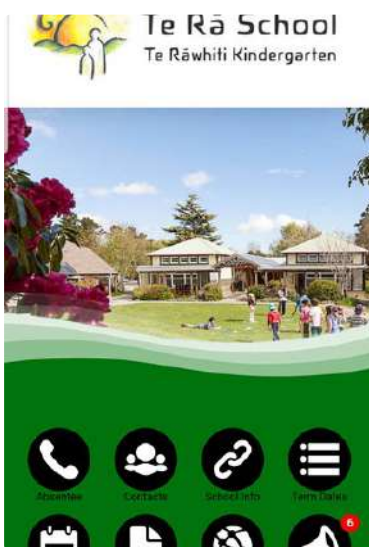 Te Rā School
Te Rāwhiti Kindergarten
Absentee
Contacts
School Info
Term Dates
6